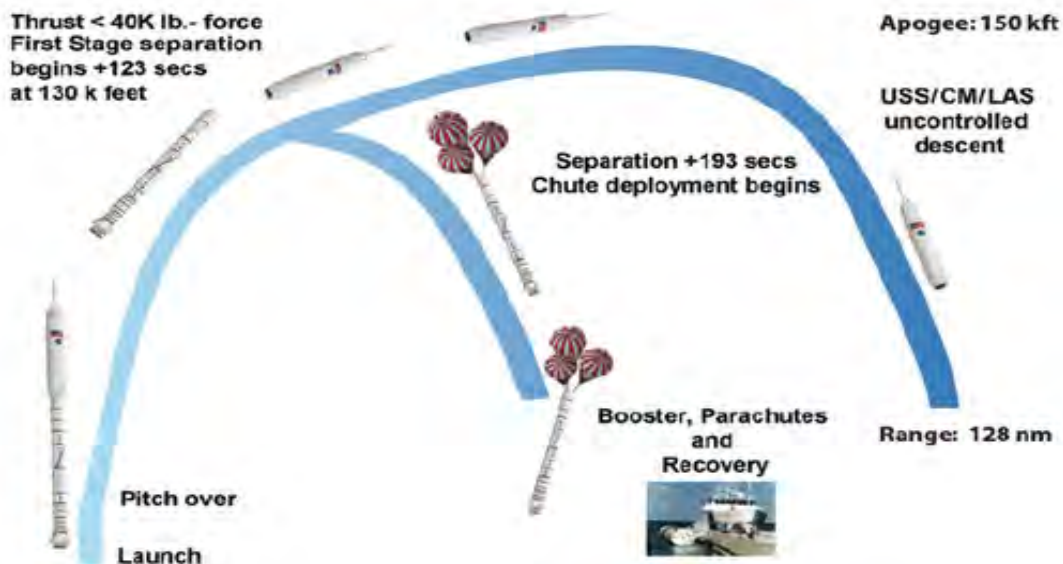 Thrust < 40K lb.- force
First Stage separation
begins +123 secs
at 130 k feet
Apogee: 150 kft
USS/CM/LAS
uncontrolled
descent
Separation +193 secs
Chute deployment begins
Booster, Parachutes
and
Recovery
Range: 128 nm
Pitch over
Launch